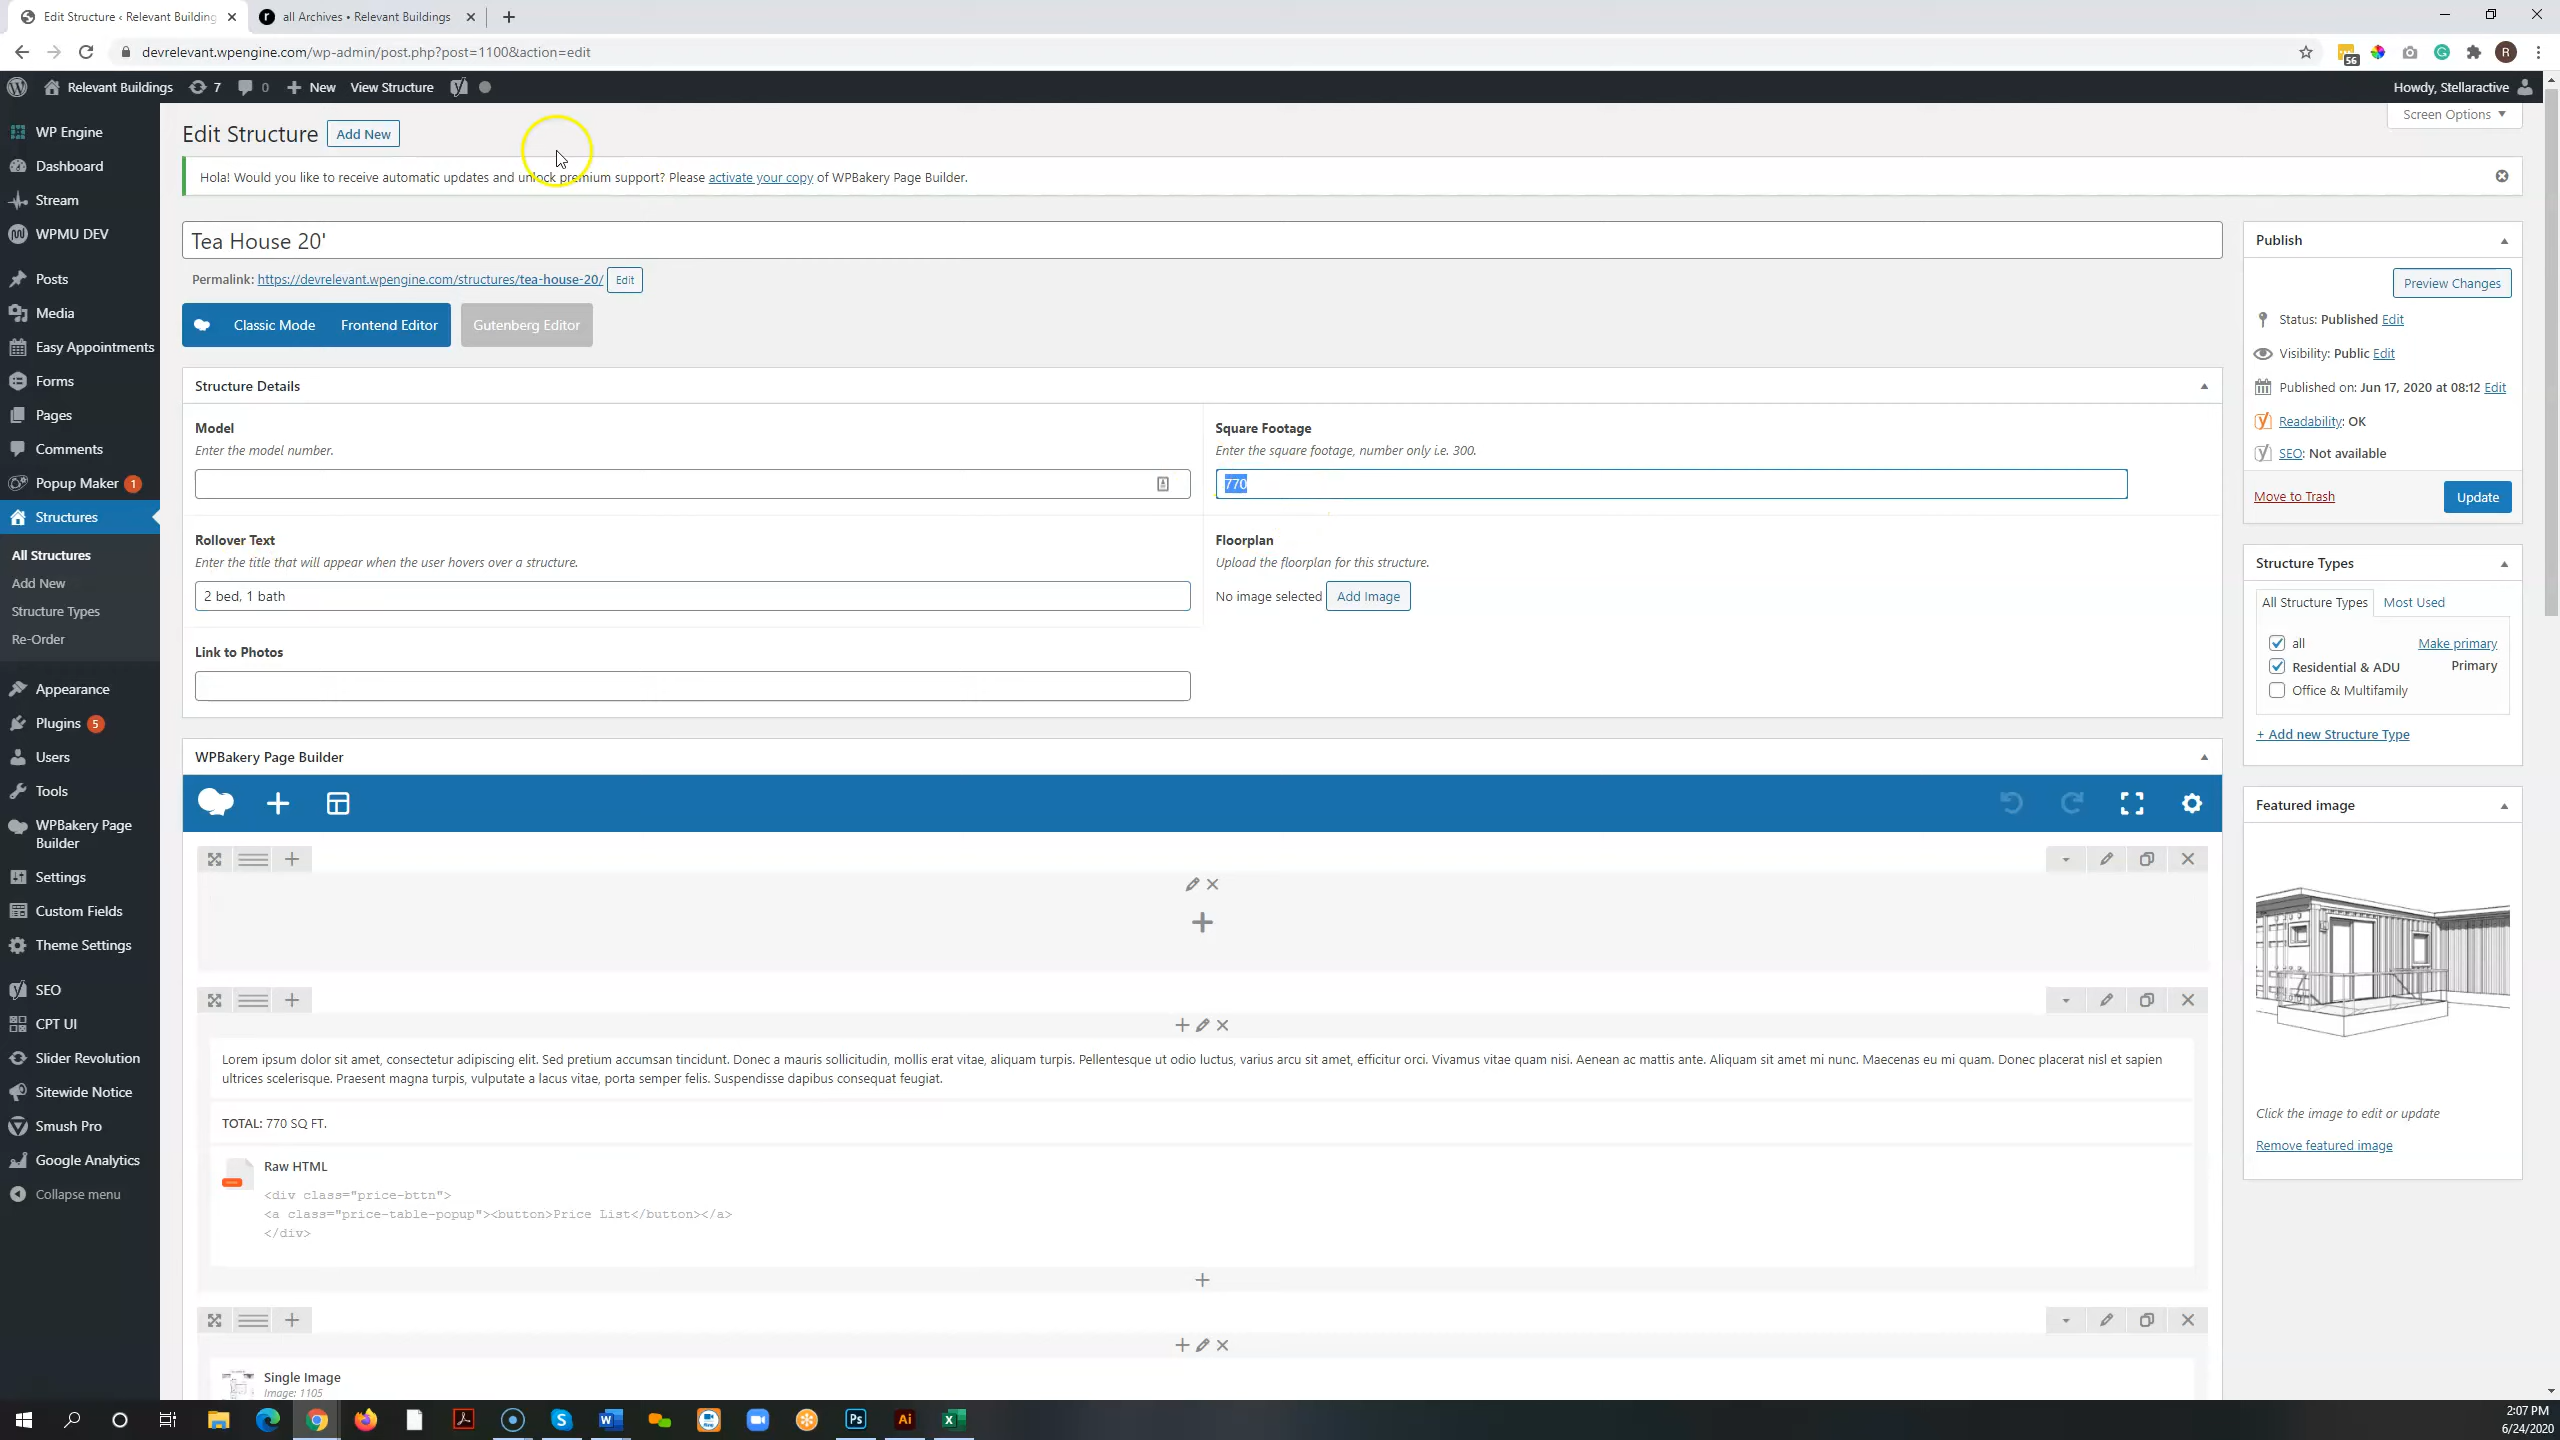 Edit Structure ‹ Relevant Building
all Archives • Relevant Buildings
devrelevant.wpengine.com/wp-admin/post.php?post=1100&action=edit
56
R
Relevant Buildings
7
0
New
View Structure
Howdy, Stellaractive
WP Engine
Dashboard
Stream
WPMU DEV
Posts
Media
Easy Appointments
Forms
Pages
Comments
Popup Maker 1
Structures
All Structures
Add New
Structure Types
Re-Order
Appearance
Plugins 5
Users
Tools
WPBakery Page
Builder
Settings
Custom Fields
Theme Settings
SEO
CPT UI
Slider Revolution
Sitewide Notice
Smush Pro
Google Analytics
Collapse menu
Screen Options
Edit Structure Add New
Hola! Would you like to receive automatic updates and unlock premium support? Please activate your copy of WPBakery Page Builder.
Tea House 20'
Permalink: https://devrelevant.wpengine.com/structures/tea-house-20/ Edit
Classic Mode
Frontend Editor
Gutenberg Editor
Structure Details
Model
Enter the model number.
Square Footage
Enter the square footage, number only i.e. 300.
770
Rollover Text
Enter the title that will appear when the user hovers over a structure.
2 bed, 1 bath
Floorplan
Upload the floorplan for this structure.
No image selected Add Image
Link to Photos
WPBakery Page Builder
Lorem ipsum dolor sit amet, consectetur adipiscing elit. Sed pretium accumsan tincidunt. Donec a mauris sollicitudin, mollis erat vitae, aliquam turpis. Pellentesque ut odio luctus, varius arcu sit amet, efficitur orci. Vivamus vitae quam nisi. Aenean ac mattis ante. Aliquam sit amet mi nunc. Maecenas eu mi quam. Donec placerat nisl et sapien
ultrices scelerisque. Praesent magna turpis, vulputate a lacus vitae, porta semper felis. Suspendisse dapibus consequat feugiat.
TOTAL: 770 SQ FT.
Raw HTML
<div class="price-bttn">
<a class="price-table-popup"><button>Price List</button></a>
</div>
Single Image
Image: 1105
Publish
Preview Changes
Status: Published Edit
Visibility: Public Edit
Published on: Jun 17, 2020 at 08:12 Edit
Readability: OK
SEO: Not available
Move to Trash
Update
Structure Types
All Structure Types
Most Used
all
Make primary
Residential & ADU
Primary
Office & Multifamily
+ Add new Structure Type
Featured image
Click the image to edit or update
Remove featured image
Ps
Ai
2:07 PM
6/24/2020